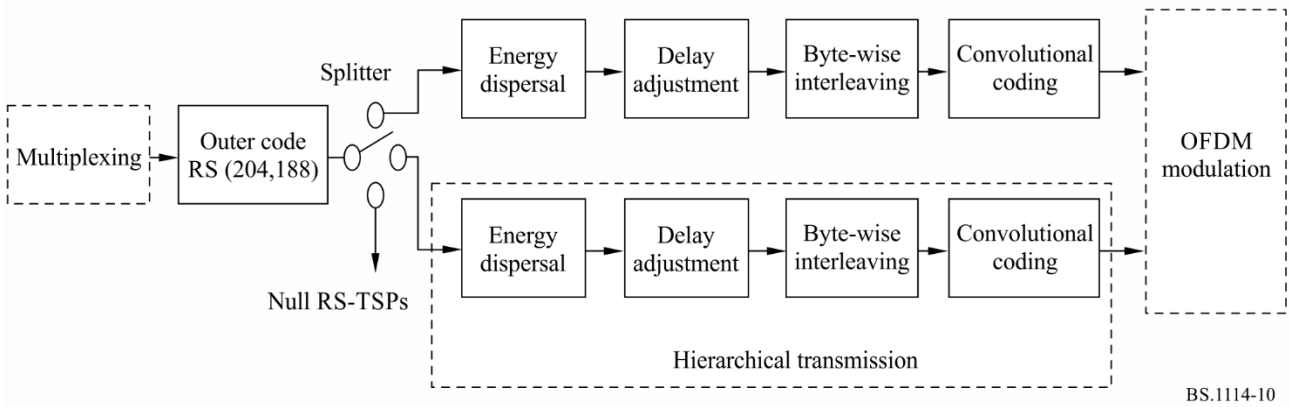 Splitter
Energy
dispersal
Delay
adjustment
Byte-wise
interleaving
Convolutional
coding
Multiplexing
Outer code
RS (204,188)
OFDM
modulation
Energy
dispersal
Delay
adjustment
Byte-wise
interleaving
Convolutional
coding
Null RS-TSPs
Hierarchical transmission
BS.1114-10